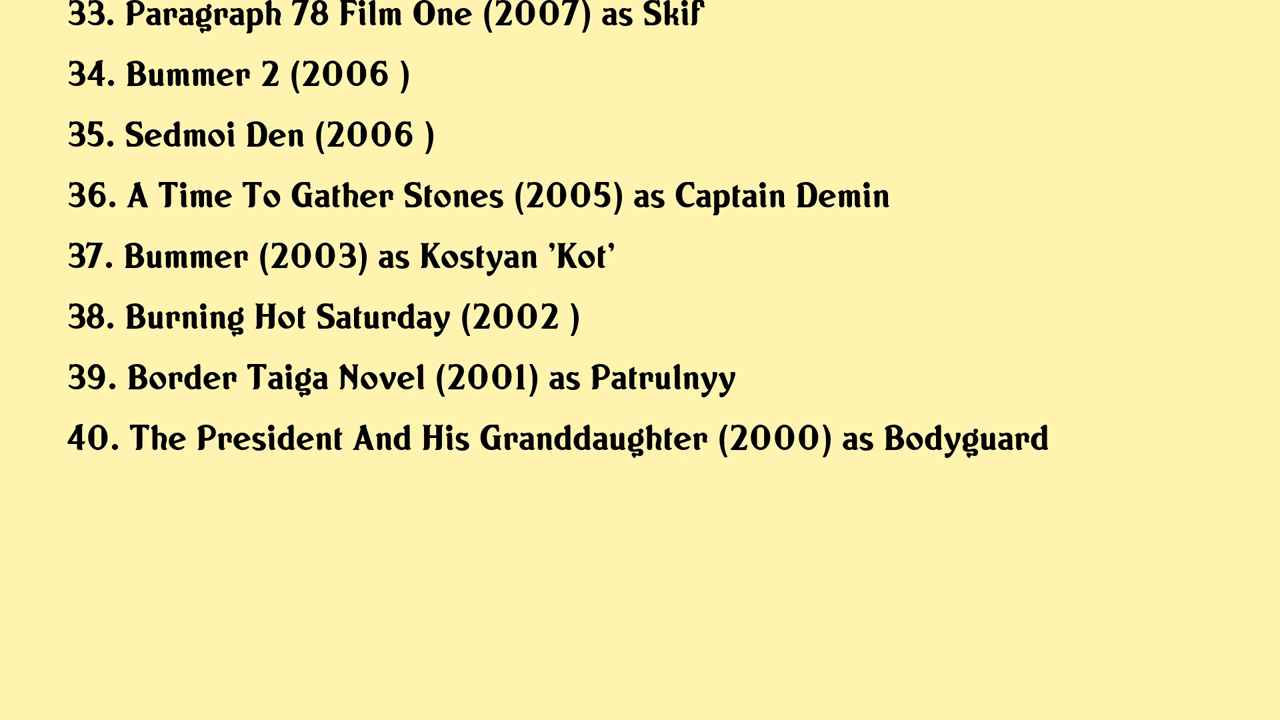 33. Paragraph 78 Film One (2007) as Skif
34. Bummer 2 (2006 )
35. Sedmoi Den (2006 )
36. A Time To Gather Stones (2005) as Captain Demin
37. Bummer (2003) as Kostyan 'Kot'
38. Burning Hot Saturday (2002 )
39. Border Taiga Novel (2001) as Patrulnyy
40. The President And His Granddaughter (2000) as Bodyguard